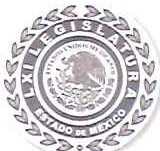 LXI LEGISLATURA
ESTADOS UNIDOS MEXICANOS
ESTADO DE MÉXICO